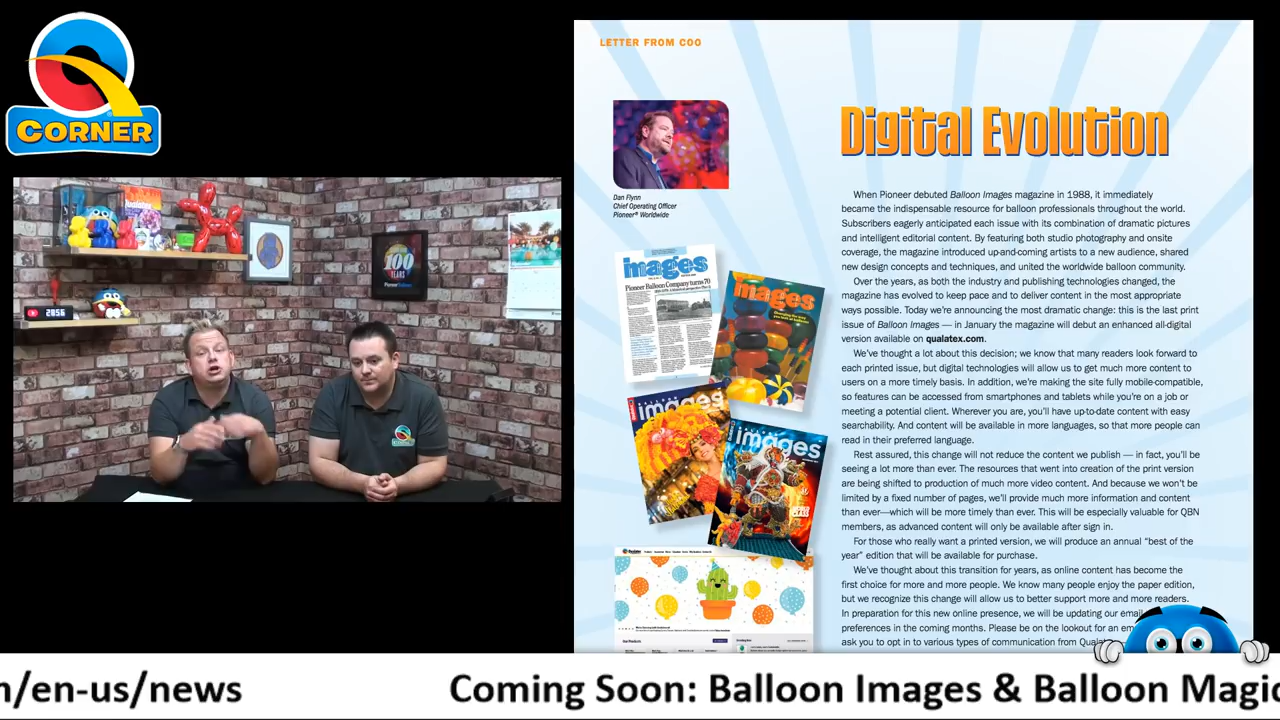 CORNER
LETTER FROM COO
Dan Flynn
Chief Operating Officer
Pioneer® Worldwide
Digital Evolution
When Pioneer debuted Balloon Images magazine in 1988, it immediately
became the indispensable resource for balloon professionals throughout the world.
Subscribers eagerly anticipated each issue with its combination of dramatic pictures
and intelligent editorial content. By featuring both studio photography and onsite
coverage, the magazine introduced up-and-coming artists to a new audience, shared
new design concepts and techniques, and united the worldwide balloon community.
Over the years, as both the industry and publishing technologies changed, the
magazine has evolved to keep pace and to deliver content in the most appropriate
ways possible. Today we're announcing the most dramatic change: this is the last print
issue of Balloon Images — in January the magazine will debut an enhanced all-digital
version available on qualatex.com.
We've thought a lot about this decision; we know that many readers look forward to
each printed issue, but digital technologies will allow us to get much more content to
users on a more timely basis. In addition, we're making the site fully mobile-compatible,
so features can be accessed from smartphones and tablets while you're on a job or
meeting a potential client. Wherever you are, you'll have up-to-date content with easy
searchability. And content will be available in more languages, so that more people can
read in their preferred language.
Rest assured, this change will not reduce the content we publish — in fact, you'll be
seeing a lot more than ever. The resources that went into creation of the print version
are being shifted to production of much more video content. And because we won't be
limited by a fixed number of pages, we'll provide much more information and content
than ever—which will be more timely than ever. This will be especially valuable for QBN
members, as advanced content will only be available after sign in.
For those who really want a printed version, we will produce an annual "best of the
year" edition that will be available for purchase.
We've thought about this transition for years, as online content has become the
first choice for more and more people. We know many people enjoy the paper edition,
but we recognize this change will allow us to better support more and more readers.
In preparation for this new online presence, we will be updating our email
preferences in the coming months. Please be on the lookout for an em
ask you to opt in to various types of communication from Qual
images
Pioneer Balloon Company turns 70
images
images
BALLOON
images
100
YEARS
2056
n/en-us/news
Coming Soon: Balloon Images & Balloon Magic